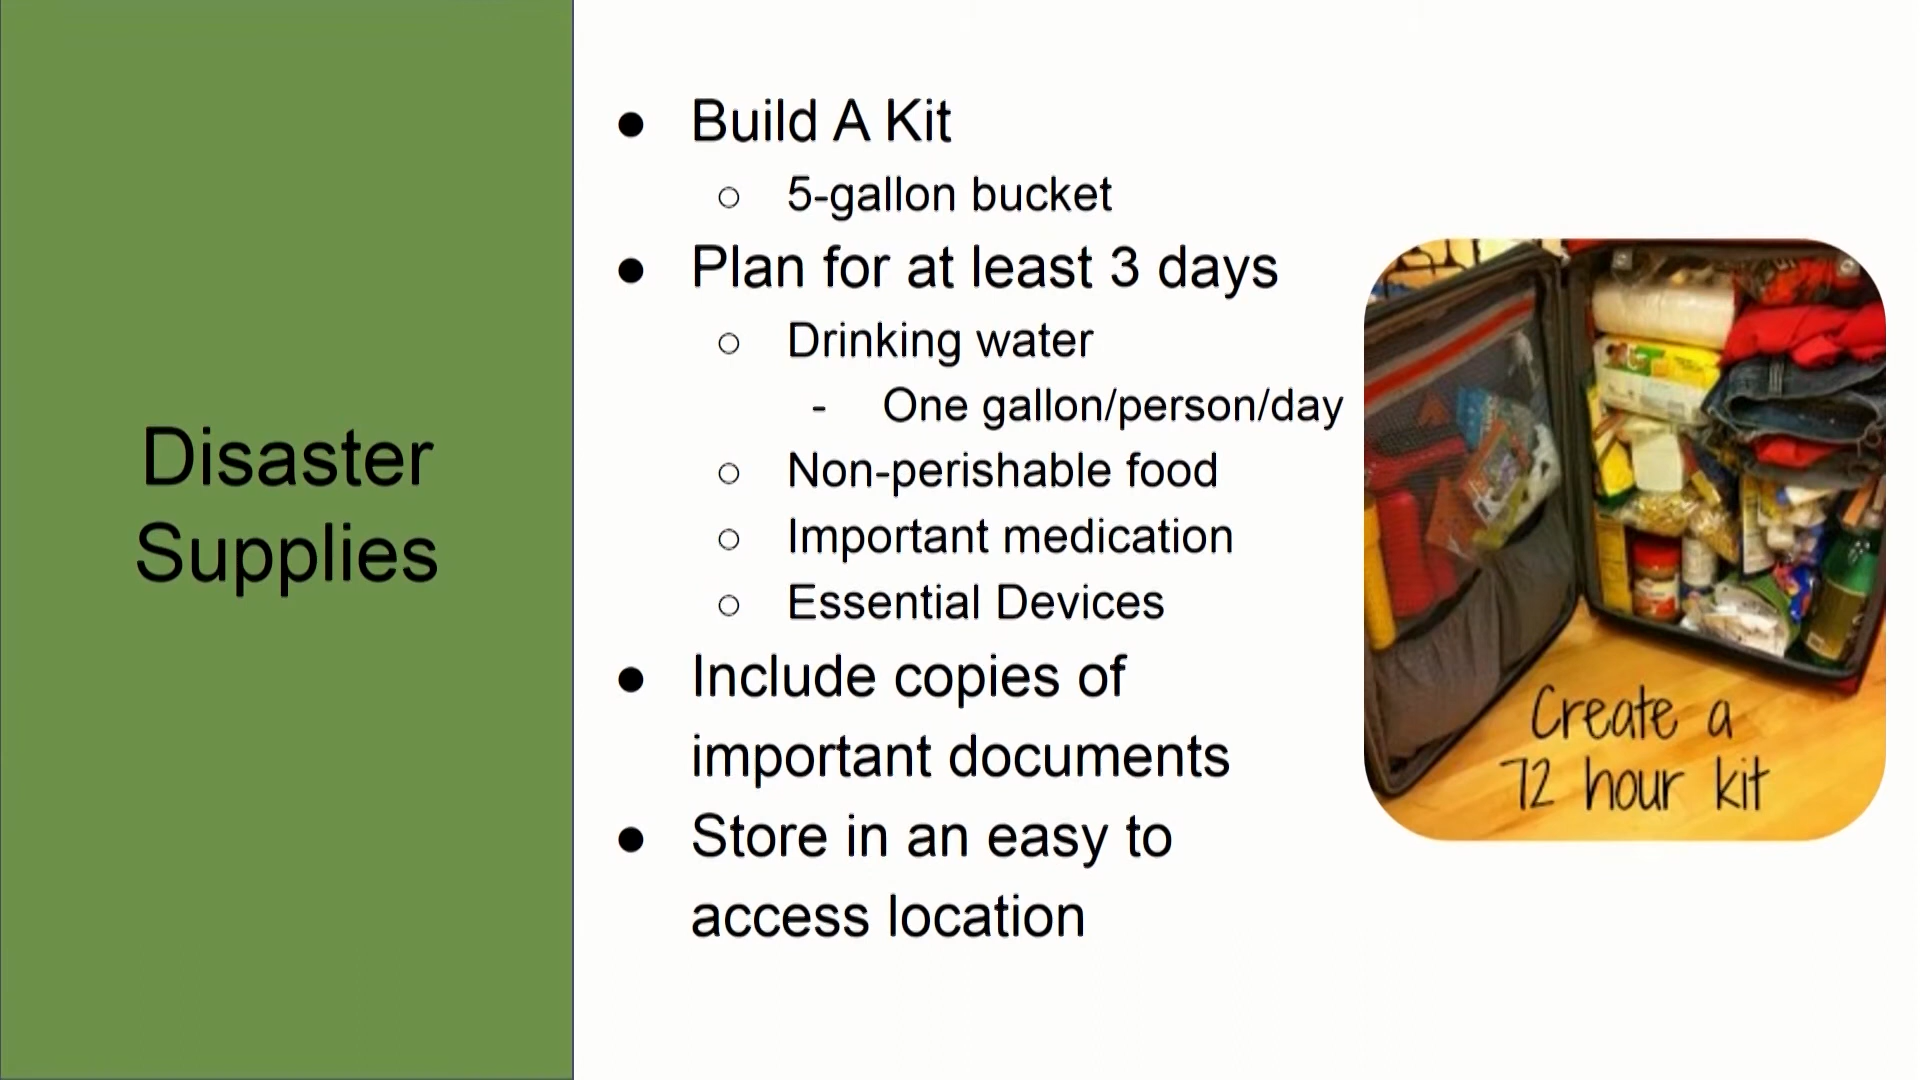 Disaster
Supplies
● Build A Kit
○ 5-gallon bucket
● Plan for at least 3 days
○ Drinking water
- One gallon/person/day
○ Non-perishable food
○ Important medication
○ Essential Devices
● Include copies of
important documents
● Store in an easy to
access location
Create a
72 hour kit